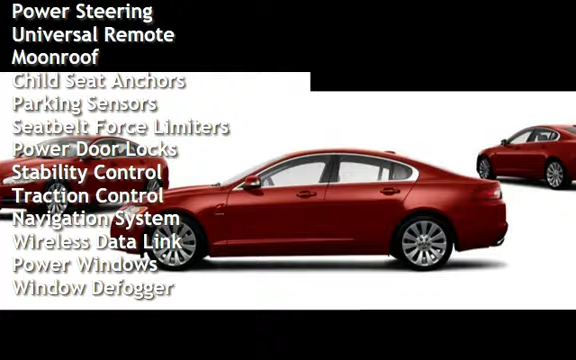 Power Steering
Universal Remote
Moonroof
Child Seat Anchors
Parking Sensors
Seatbelt Force Limiters
Power Door Locks
Stability Control
Traction Control
Navigation System
Wireless Data Link
Power Windows
Window Defogger